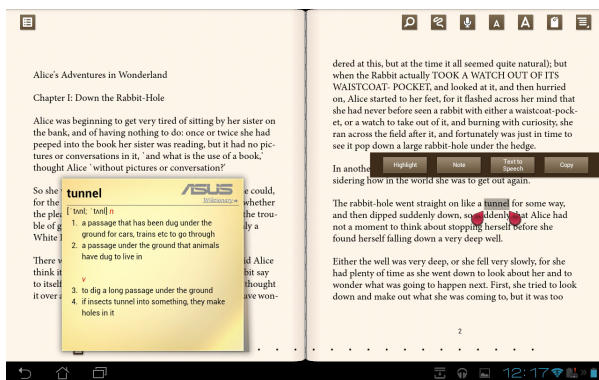 Alice's Adventures in Wonderland
Chapter I: Down the Rabbit-Hole
Alice was beginning to get very tired of sitting by her sister on
the bank, and of having nothing to do: once or twice she had
peeped into the book her sister was reading, but it had no pic-
tures or conversations in it, `and what is the use of a book,'
thought Alice `without pictures or conversation?'
So she
could,
for the
whether
the plea
the trou-
ble of g
ly a
White
There w
id Alice
think it
bit say
to itself
thought
it over a
ave won-
tunnel
ASUS
Wiktionary
[ˋtʌnl; ˋtʌnl] n
1. a passage that has been dug under the
ground for cars, trains etc to go through
2. a passage under the ground that animals
have dug to live in
v
3. to dig a long passage under the ground
4. if insects tunnel into something, they make
holes in it
A A
dered at this, but at the time it all seemed quite natural); but
when the Rabbit actually TOOK A WATCH OUT OF ITS
WAISTCOAT- POCKET, and looked at it, and then hurried
on, Alice started to her feet, for it flashed across her mind that
she had never before seen a rabbit with either a waistcoat-pock-
et, or a watch to take out of it, and burning with curiosity, she
ran across the field after it, and fortunately was just in time to
see it pop down a large rabbit-hole under the hedge.
In anothe
Highlight
Note
Text to
Speech
Copy
sidering how in the world she was to get out again.
The rabbit-hole went straight on like a tunnel for some way,
and then dipped suddenly down, so suddenly that Alice had
not a moment to think about stopping herself before she
found herself falling down a very deep well.
Either the well was very deep, or she fell very slowly, for she
had plenty of time as she went down to look about her and to
wonder what was going to happen next. First, she tried to look
down and make out what she was coming to, but it was too
2
12:17